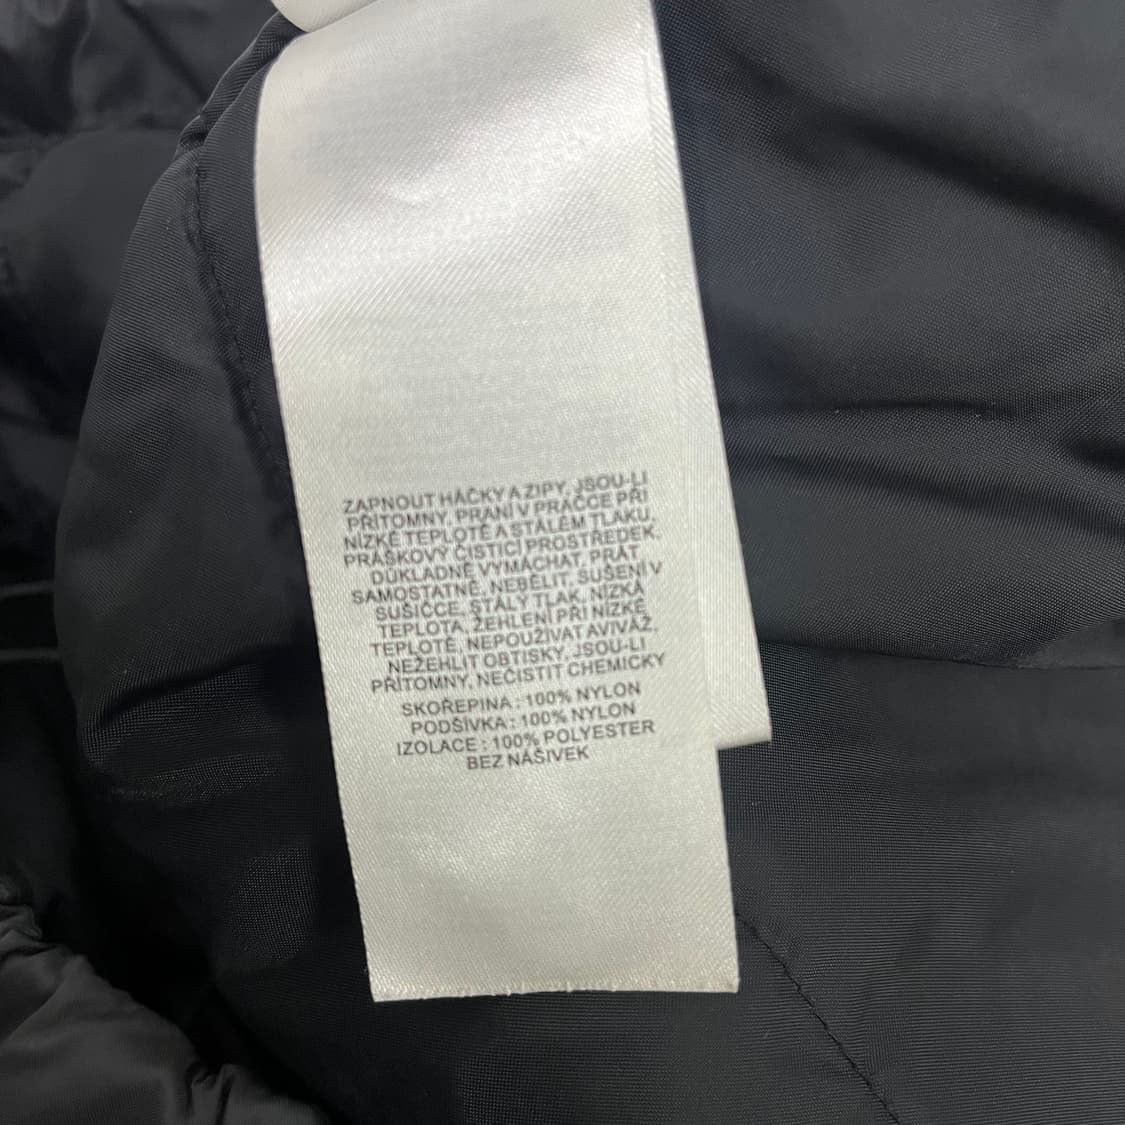 ZAPNOUT HÁČKY A ZIPY, JSOU-LI
PŘÍTOMNY, PRANÍ V PRAČCE PŘI
NÍZKÉ TEPLOTĚ A STÁLÉM TLAKU,
PRÁŠKOVÝ ČISTICÍ PROSTŘEDEK.
DŮKLADNĚ VYMÁCHAT, PRÁT
SAMOSTATNĚ, NEBĚLIT, SUŠENÍ V
SUŠIČCE, STÁLÝ TLAK, NÍZKÁ
TEPLOTA, ŽEHLENÍ PŘI NÍZKÉ
TEPLOTĚ, NEPOUŽÍVAT AVIVÁŽ,
NEŽEHLIT OBTISKY, JSOU-LI
PŘÍTOMNY, NEČISTIT CHEMICKY
SKOŘEPINA : 100% NYLON
PODŠÍVKA : 100% NYLON
IZOLACE : 100% POLYESTER
BEZ NÁŠIVEK